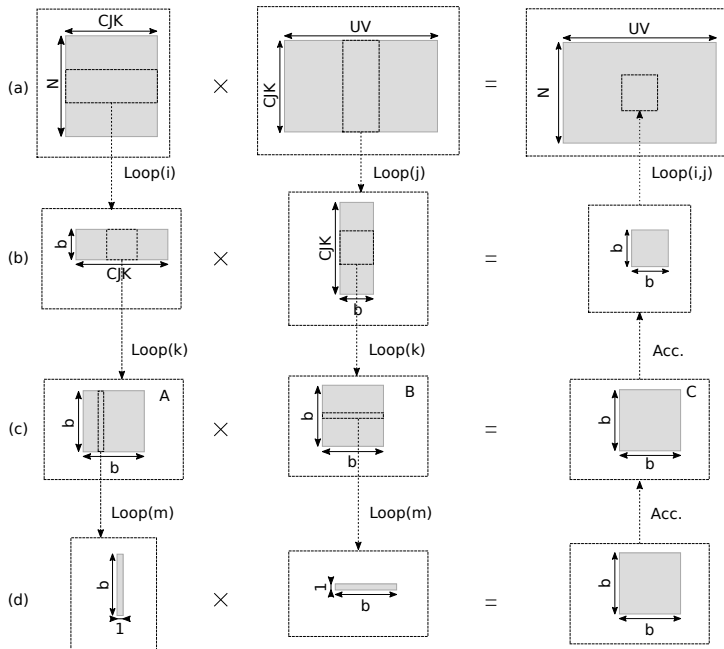 CJK
UV
UV
(a)
N
×
CJK
=
N
Loop(i)
Loop(j)
Loop(i,j)
(b)
b
CJK
×
CJK
b
=
b
b
Loop(k)
Loop(k)
Acc.
(c)
A
b
b
×
B
b
b
=
C
b
b
Loop(m)
Loop(m)
Acc.
(d)
b
1
×
1
b
=
b
b